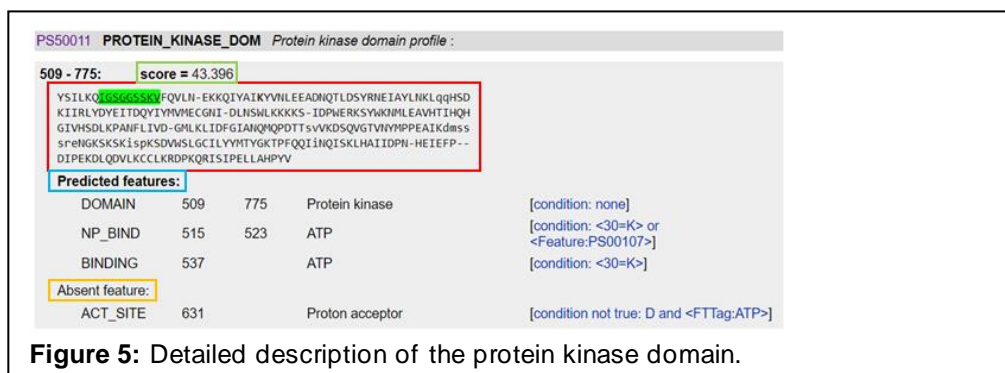 PS50011 PROTEIN_KINASE_DOM Protein kinase domain profile :
509 - 775: score = 43.396
YSILKQIGSGGSSKVFQVLN-EKKQIYAIKYVNLEEADNQTLDSYRNEIAYLNKLqqHSD
KIIRLYDYEITDQYIYMVMECGNI-DLNSWLKKKKS-IDPWERKSYWKNMLEAVHTIHQH
GIVHSDLKPANFLIVD-GMLKLIDFGIANQMQPDTTsvVKDSQVGTVNYMPPEAIKdmss
sreNGKSKSKispKSDVWSLGCILYYMTYGKTPFQQIiNQISKLHAIIDPN-HEIEFP--
DIPEKDLQDVLKCCLKRDPKQRISIPELLAHPYV
Predicted features:
DOMAIN 509 775 Protein kinase [condition: none]
NP_BIND 515 523 ATP [condition: <30=K> or
<Feature:PS00107>]
BINDING 537 ATP [condition: <30=K>]
Absent feature:
ACT_SITE 631 Proton acceptor [condition not true: D and <FTTag:ATP>]
Figure 5: Detailed description of the protein kinase domain.